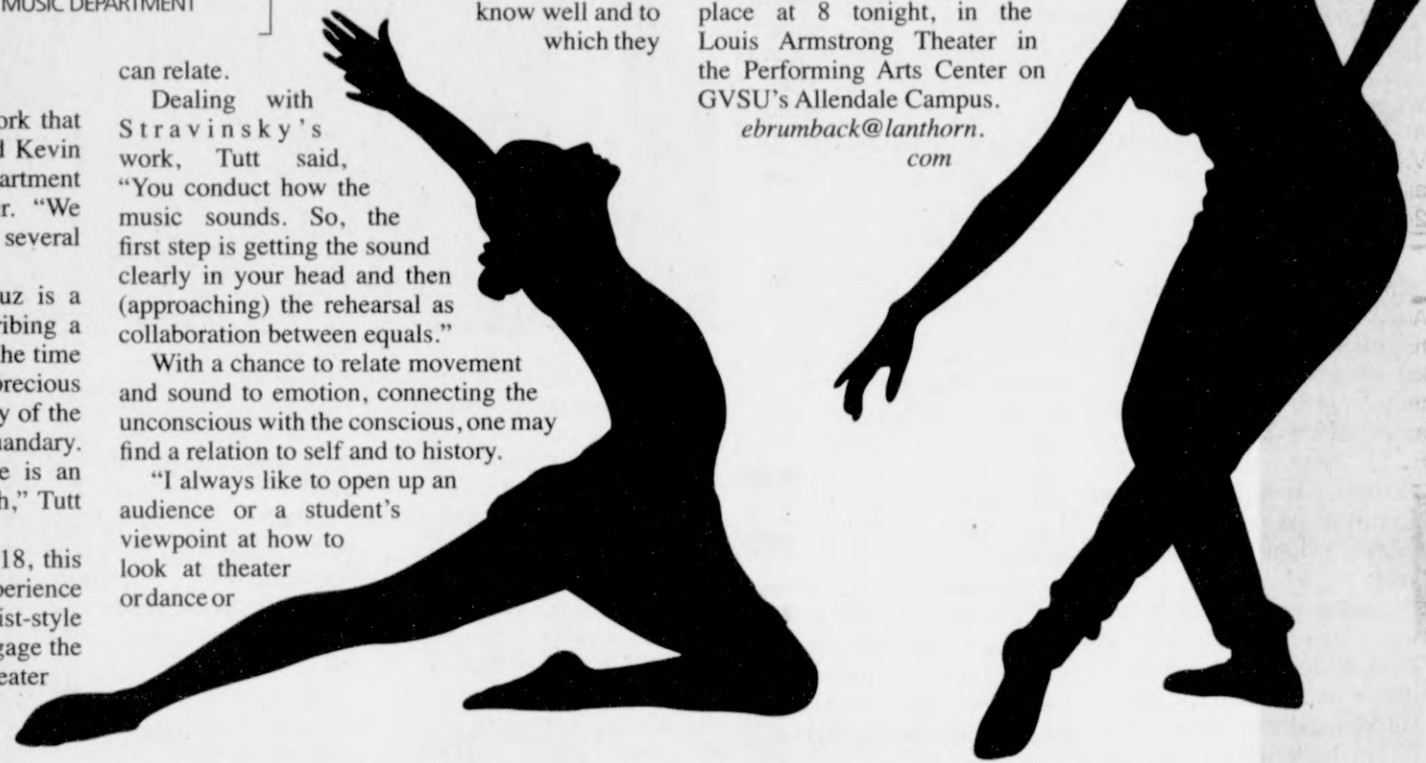 MUSIC DEPARTMENT
ork that
d Kevin
artment
r. “We
several
uz is a
ribing a
he time
precious
y of the
uandary.
e is an
h,” Tutt
18, this
perience
ist-style
gage the
eater
can relate.
Dealing with
Stravinsky's
work, Tutt said,
“You conduct how the
music sounds. So, the
first step is getting the sound
clearly in your head and then
(approaching) the rehearsal as
collaboration between equals.”
With a chance to relate movement
and sound to emotion, connecting the
unconscious with the conscious, one may
find a relation to self and to history.
“I always like to open up an
audience or a student's
viewpoint at how to
look at theater
or dance or
know well and to
which they
place at 8 tonight, in the
Louis Armstrong Theater in
the Performing Arts Center on
GVSU's Allendale Campus.
ebrumback@lanthorn.
com